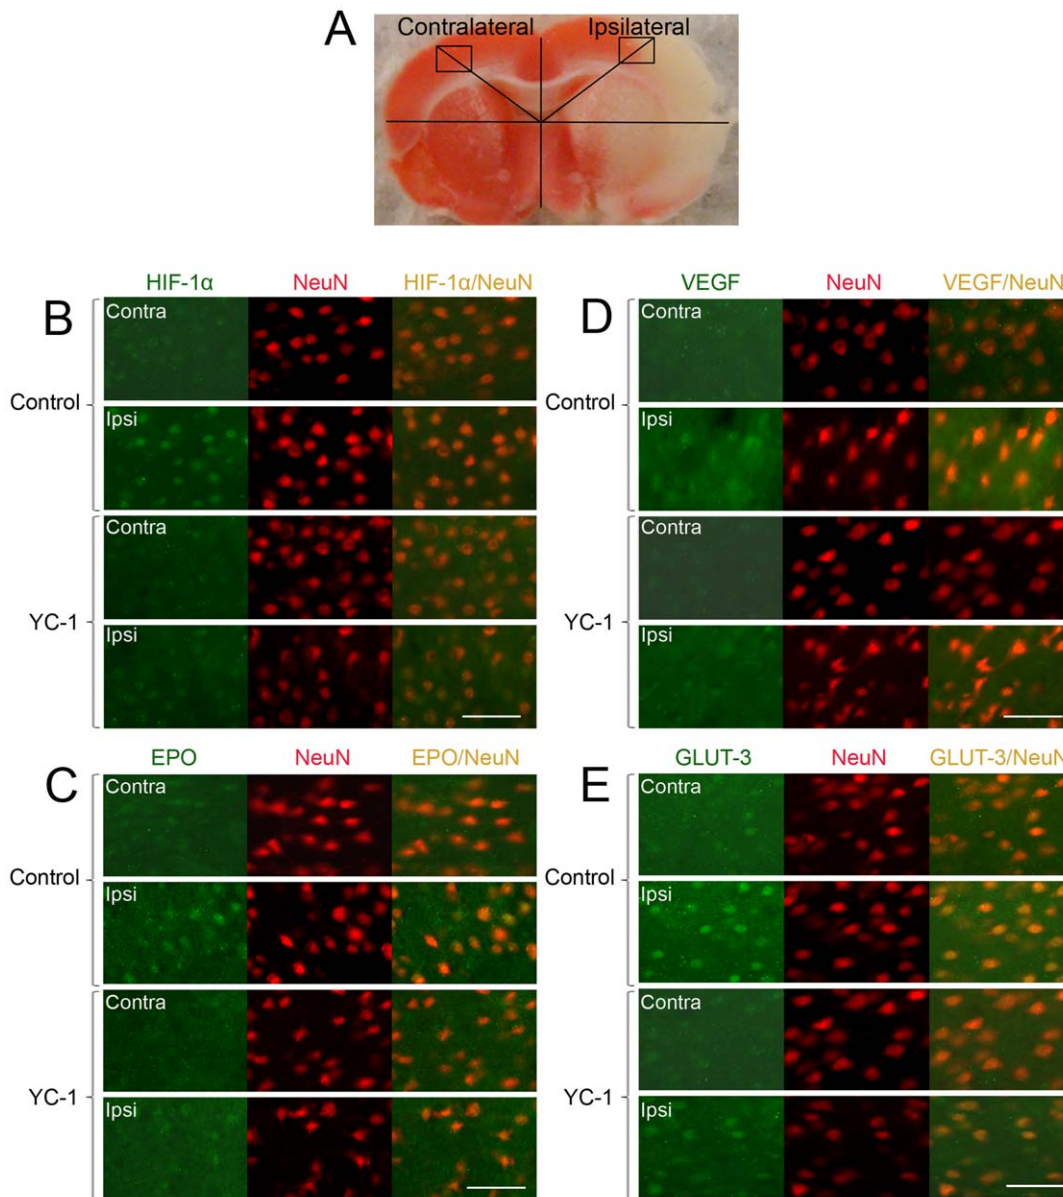 A
Contralateral Ipsilateral
B
HIF-1α NeuN HIF-1α/NeuN
Control
Contra
Ipsi
YC-1
Contra
Ipsi
D
VEGF NeuN VEGF/NeuN
Control
Contra
Ipsi
YC-1
Contra
Ipsi
C
EPO NeuN EPO/NeuN
Control
Contra
Ipsi
YC-1
Contra
Ipsi
E
GLUT-3 NeuN GLUT-3/NeuN
Control
Contra
Ipsi
YC-1
Contra
Ipsi